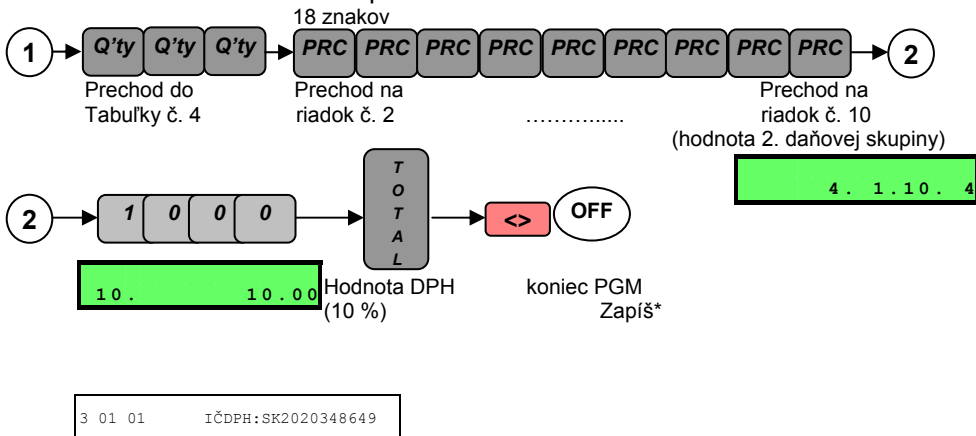 18 znakov
1 Q'ty Q'ty Q'ty PRC PRC PRC PRC PRC PRC PRC PRC PRC 2
Prechod do Prechod na Prechod na
Tabuľky č. 4 riadok č. 2 ................ riadok č. 10
(hodnota 2. daňovej skupiny)
4. 1.10. 4
2 1 0 0 0 TOTAL <> OFF
10. 10.00
Hodnota DPH koniec PGM
(10 %) Zapíš*
3 01 01 IČDPH:SK2020348649